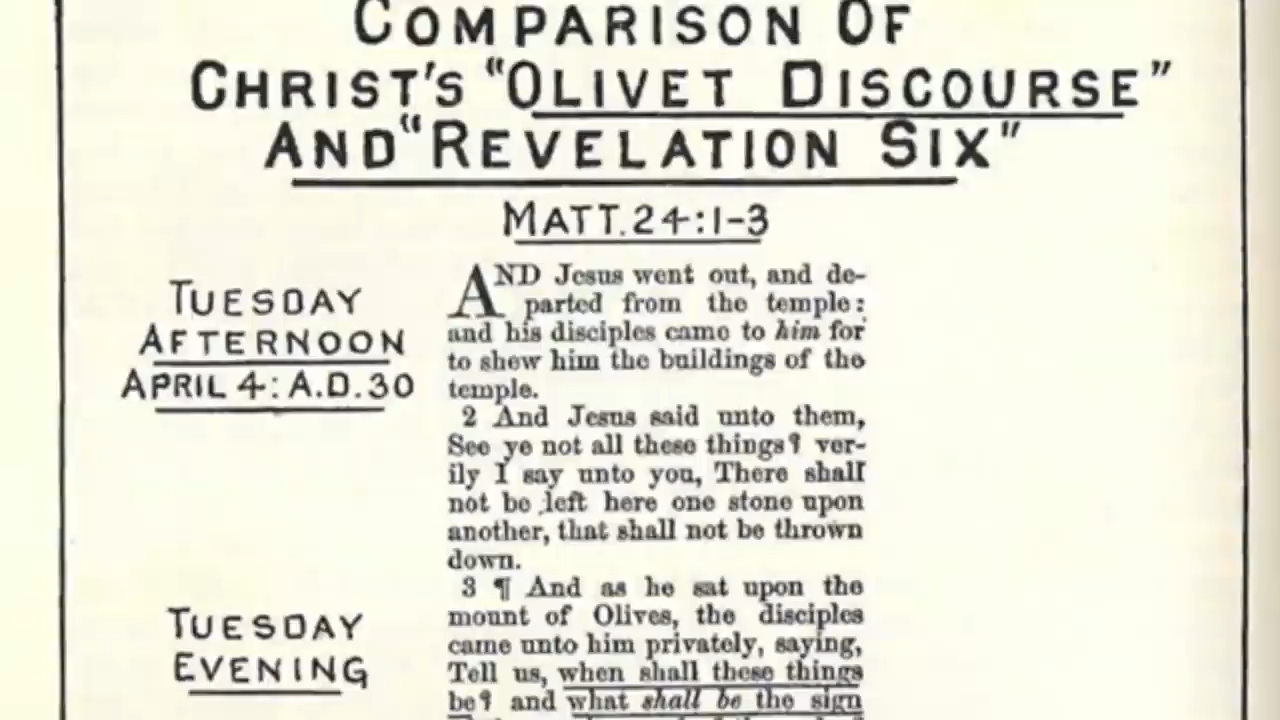 COMPARISON OF
CHRIST'S "OLIVET DISCOURSE"
AND "REVELATION SIX"
MATT. 24:1-3
TUESDAY
AFTERNOON
APRIL 4: A.D. 30
AND Jesus went out, and de-
parted from the temple:
and his disciples came to him for
to shew him the buildings of the
temple.
2 And Jesus said unto them,
See ye not all these things? ver-
ily I say unto you, There shall
not be left here one stone upon
another, that shall not be thrown
down.
TUESDAY
EVENING
3 ¶ And as he sat upon the
mount of Olives, the disciples
came unto him privately, saying,
Tell us, when shall these things
be? and what shall be the sign